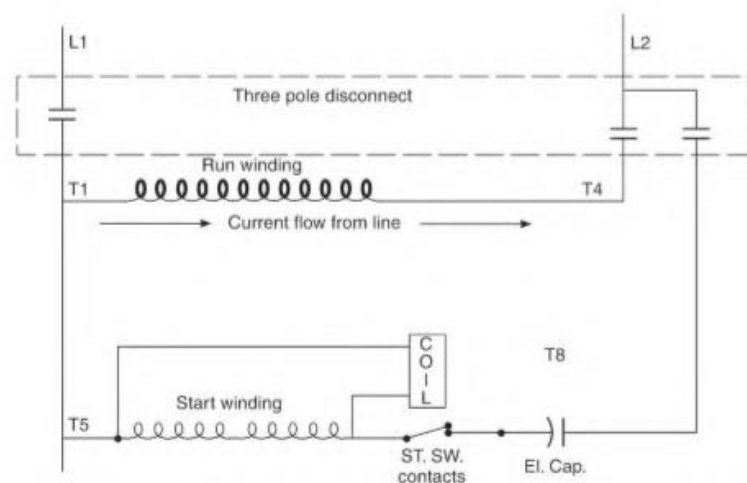 L1
L2
Three pole disconnect
Run winding
T1
T4
Current flow from line
C
O
I
L
T8
T5
Start winding
ST. SW.
contacts
El. Cap.